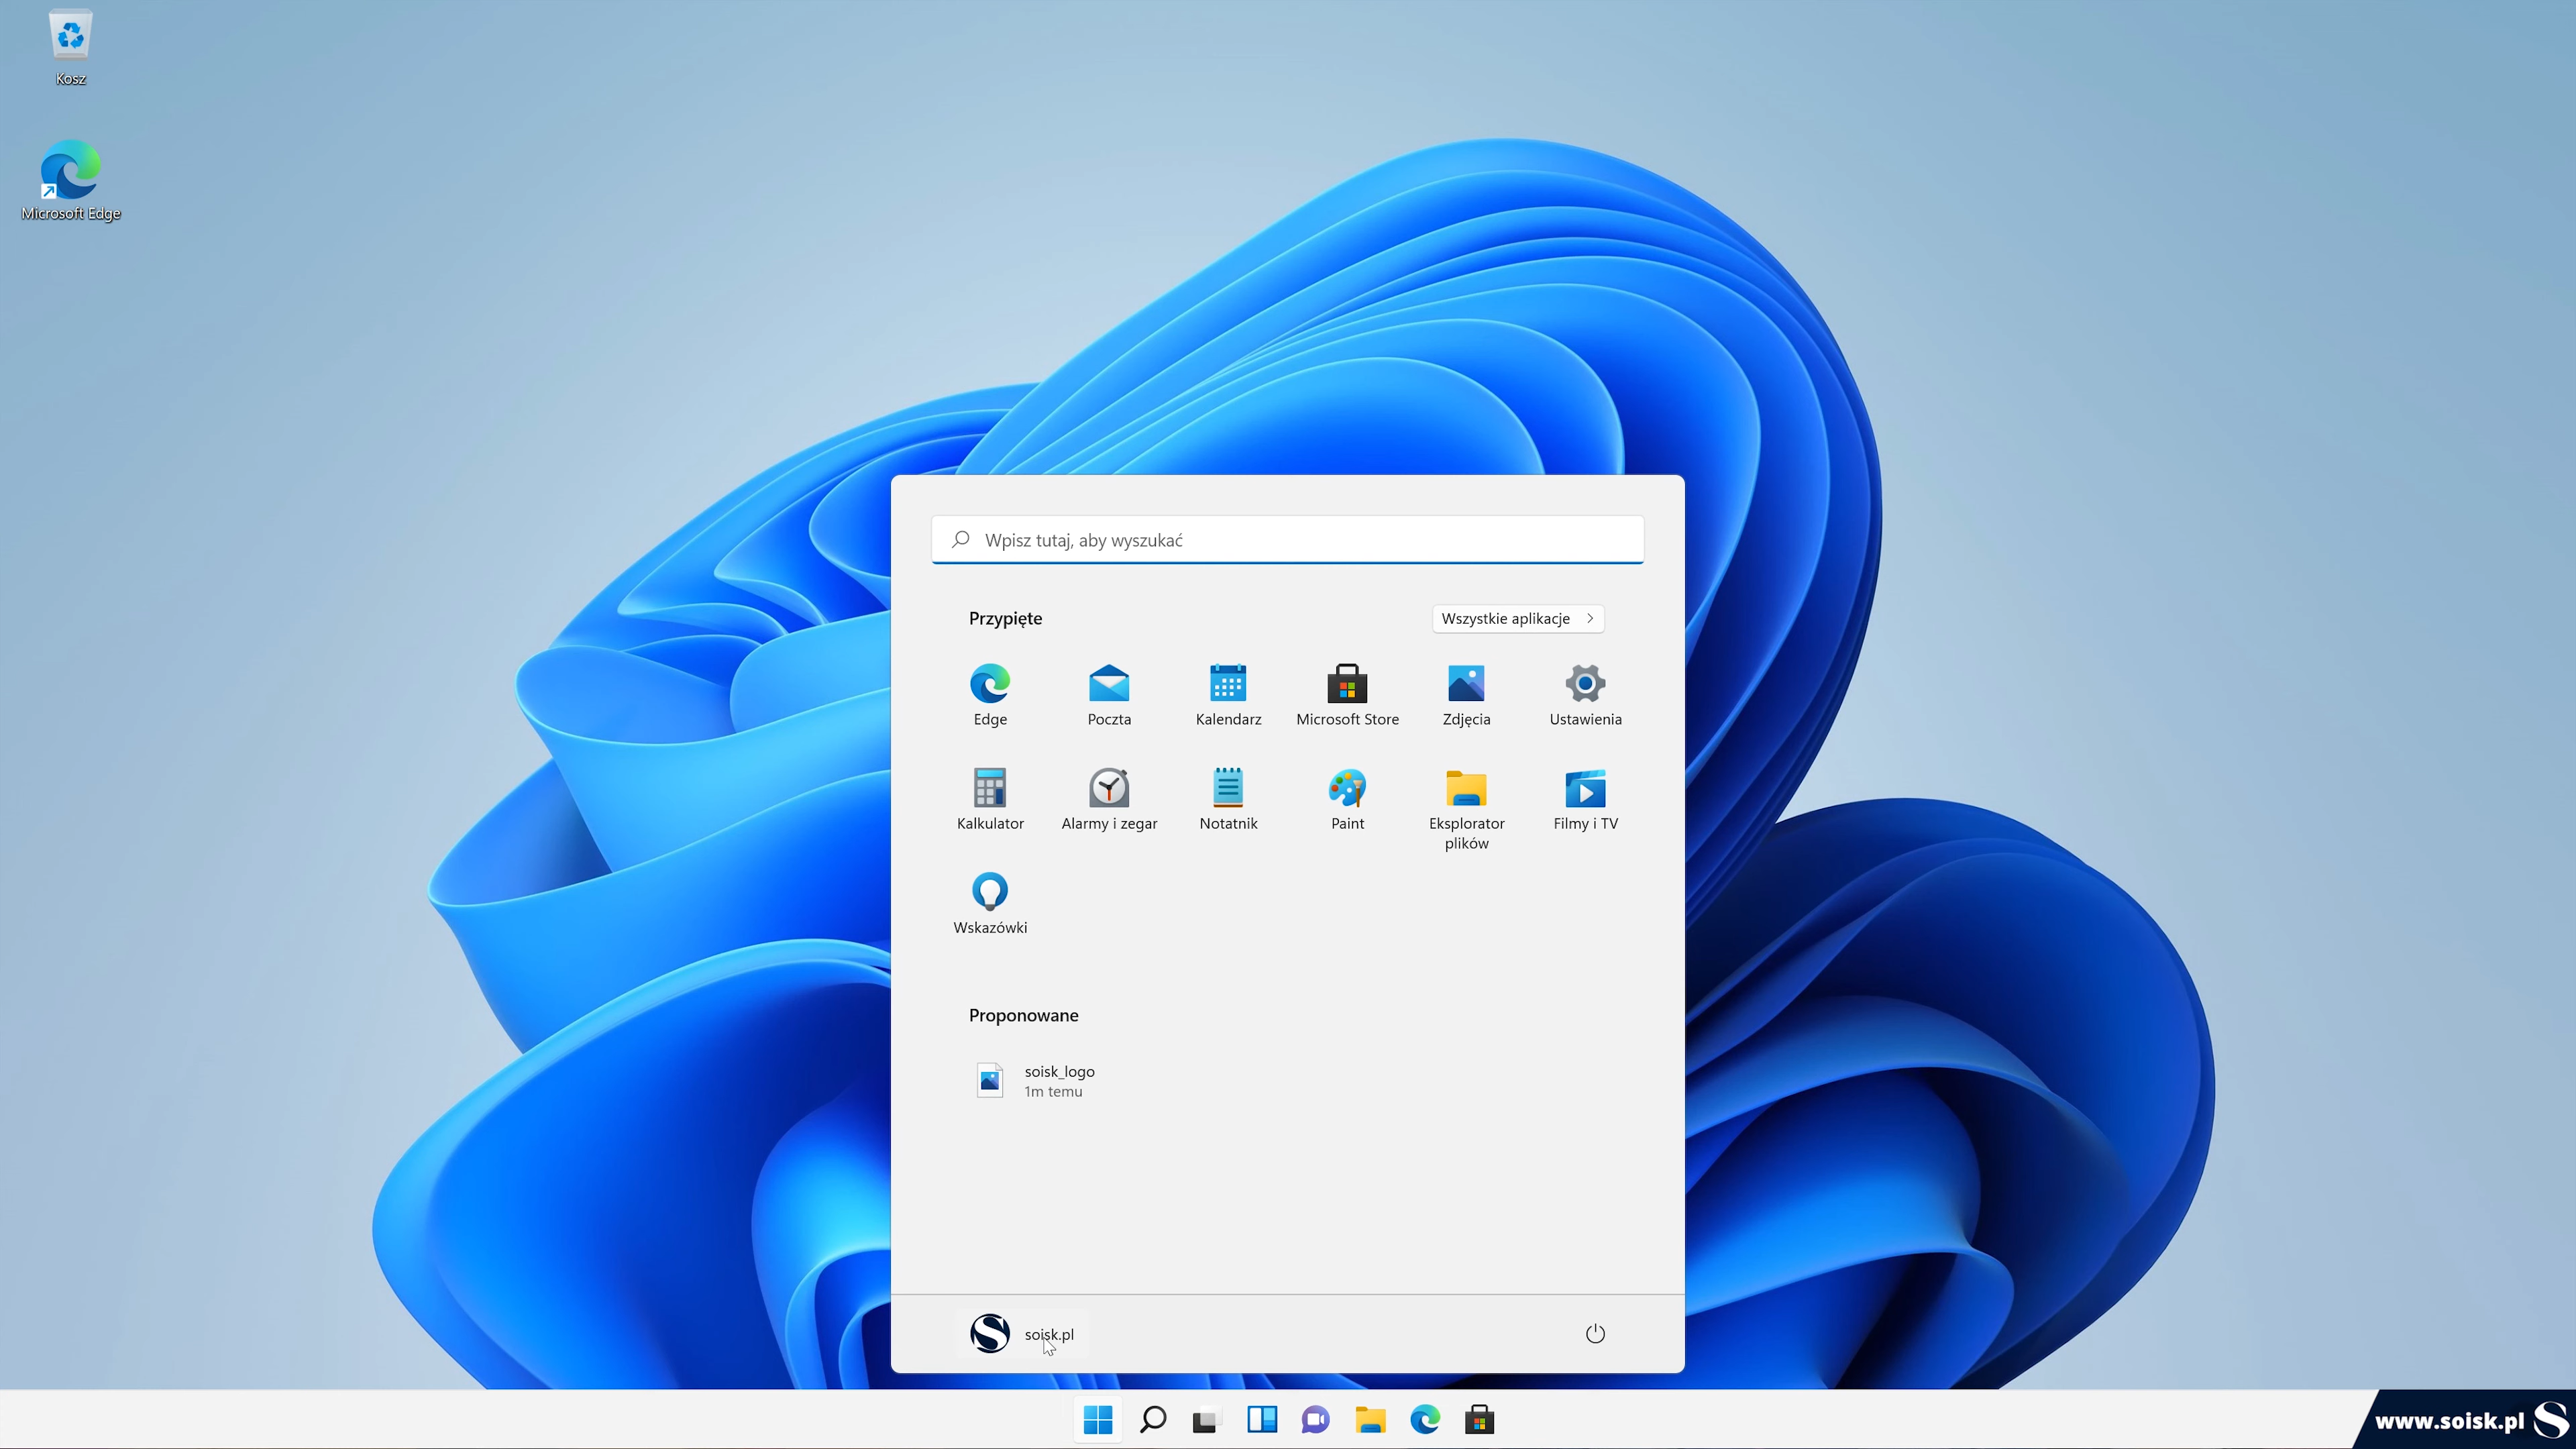 Kosz
Microsoft Edge
Wpisz tutaj, aby wyszukać
Przypięte
Wszystkie aplikacje
Edge
Poczta
Kalendarz
Microsoft Store
Zdjęcia
Ustawienia
Kalkulator
Alarmy i zegar
Notatnik
Paint
Eksplorator
plików
Filmy i TV
Wskazówki
Proponowane
soisk_logo
1m temu
soisk.pl
www.soisk.pl